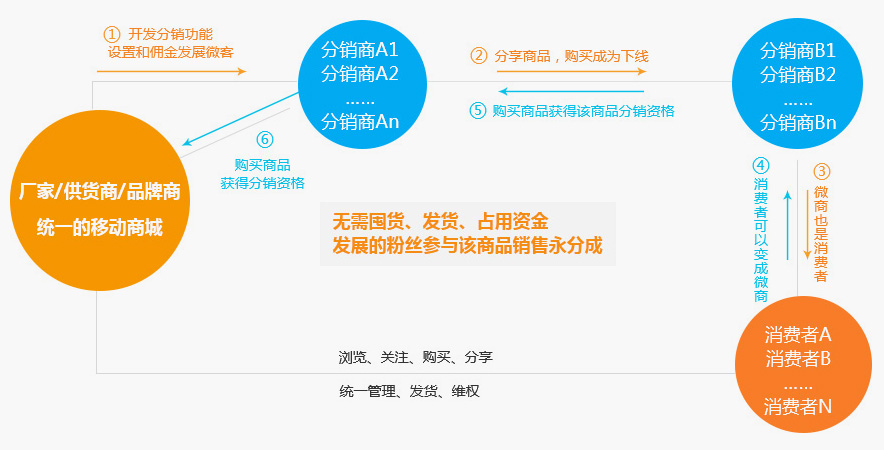 ① 开发分销功能
设置和佣金发展微客
分销商A1
分销商A2
......
分销商An
② 分享商品，购买成为下线
⑤ 购买商品获得该商品分销资格
分销商B1
分销商B2
......
分销商Bn
⑥
购买商品
获得分销资格
厂家/供货商/品牌商
统一的移动商城
④ 消费者可以变成微商
③ 微商也是消费者
无需囤货、发货、占用资金
发展的粉丝参与该商品销售永分成
浏览、关注、购买、分享
统一管理、发货、维权
消费者A
消费者B
......
消费者N